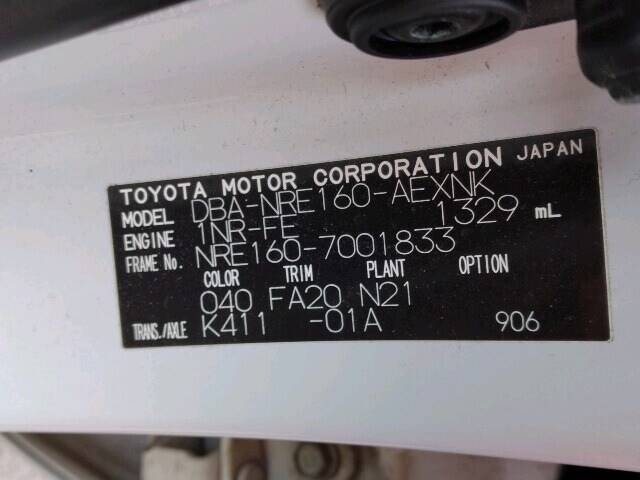 TOYOTA MOTOR CORPORATION JAPAN
MODEL DBA-NRE160-AEXNK
ENGINE 1NR-FE 1329 mL
FRAME No. NRE160-7001833
COLOR TRIM PLANT OPTION
040 FA20 N21
TRANS./AXLE K411 -01A 906